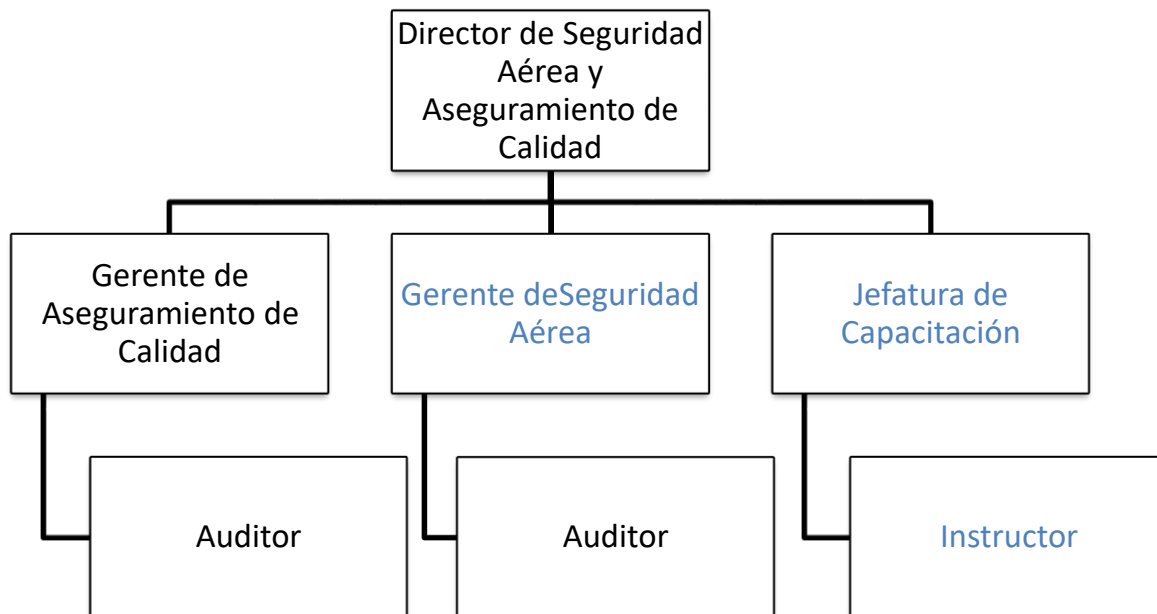 Director de Seguridad
Aérea y
Aseguramiento de
Calidad
Gerente de
Aseguramiento de
Calidad
Gerente deSeguridad
Aérea
Jefatura de
Capacitación
Auditor
Auditor
Instructor